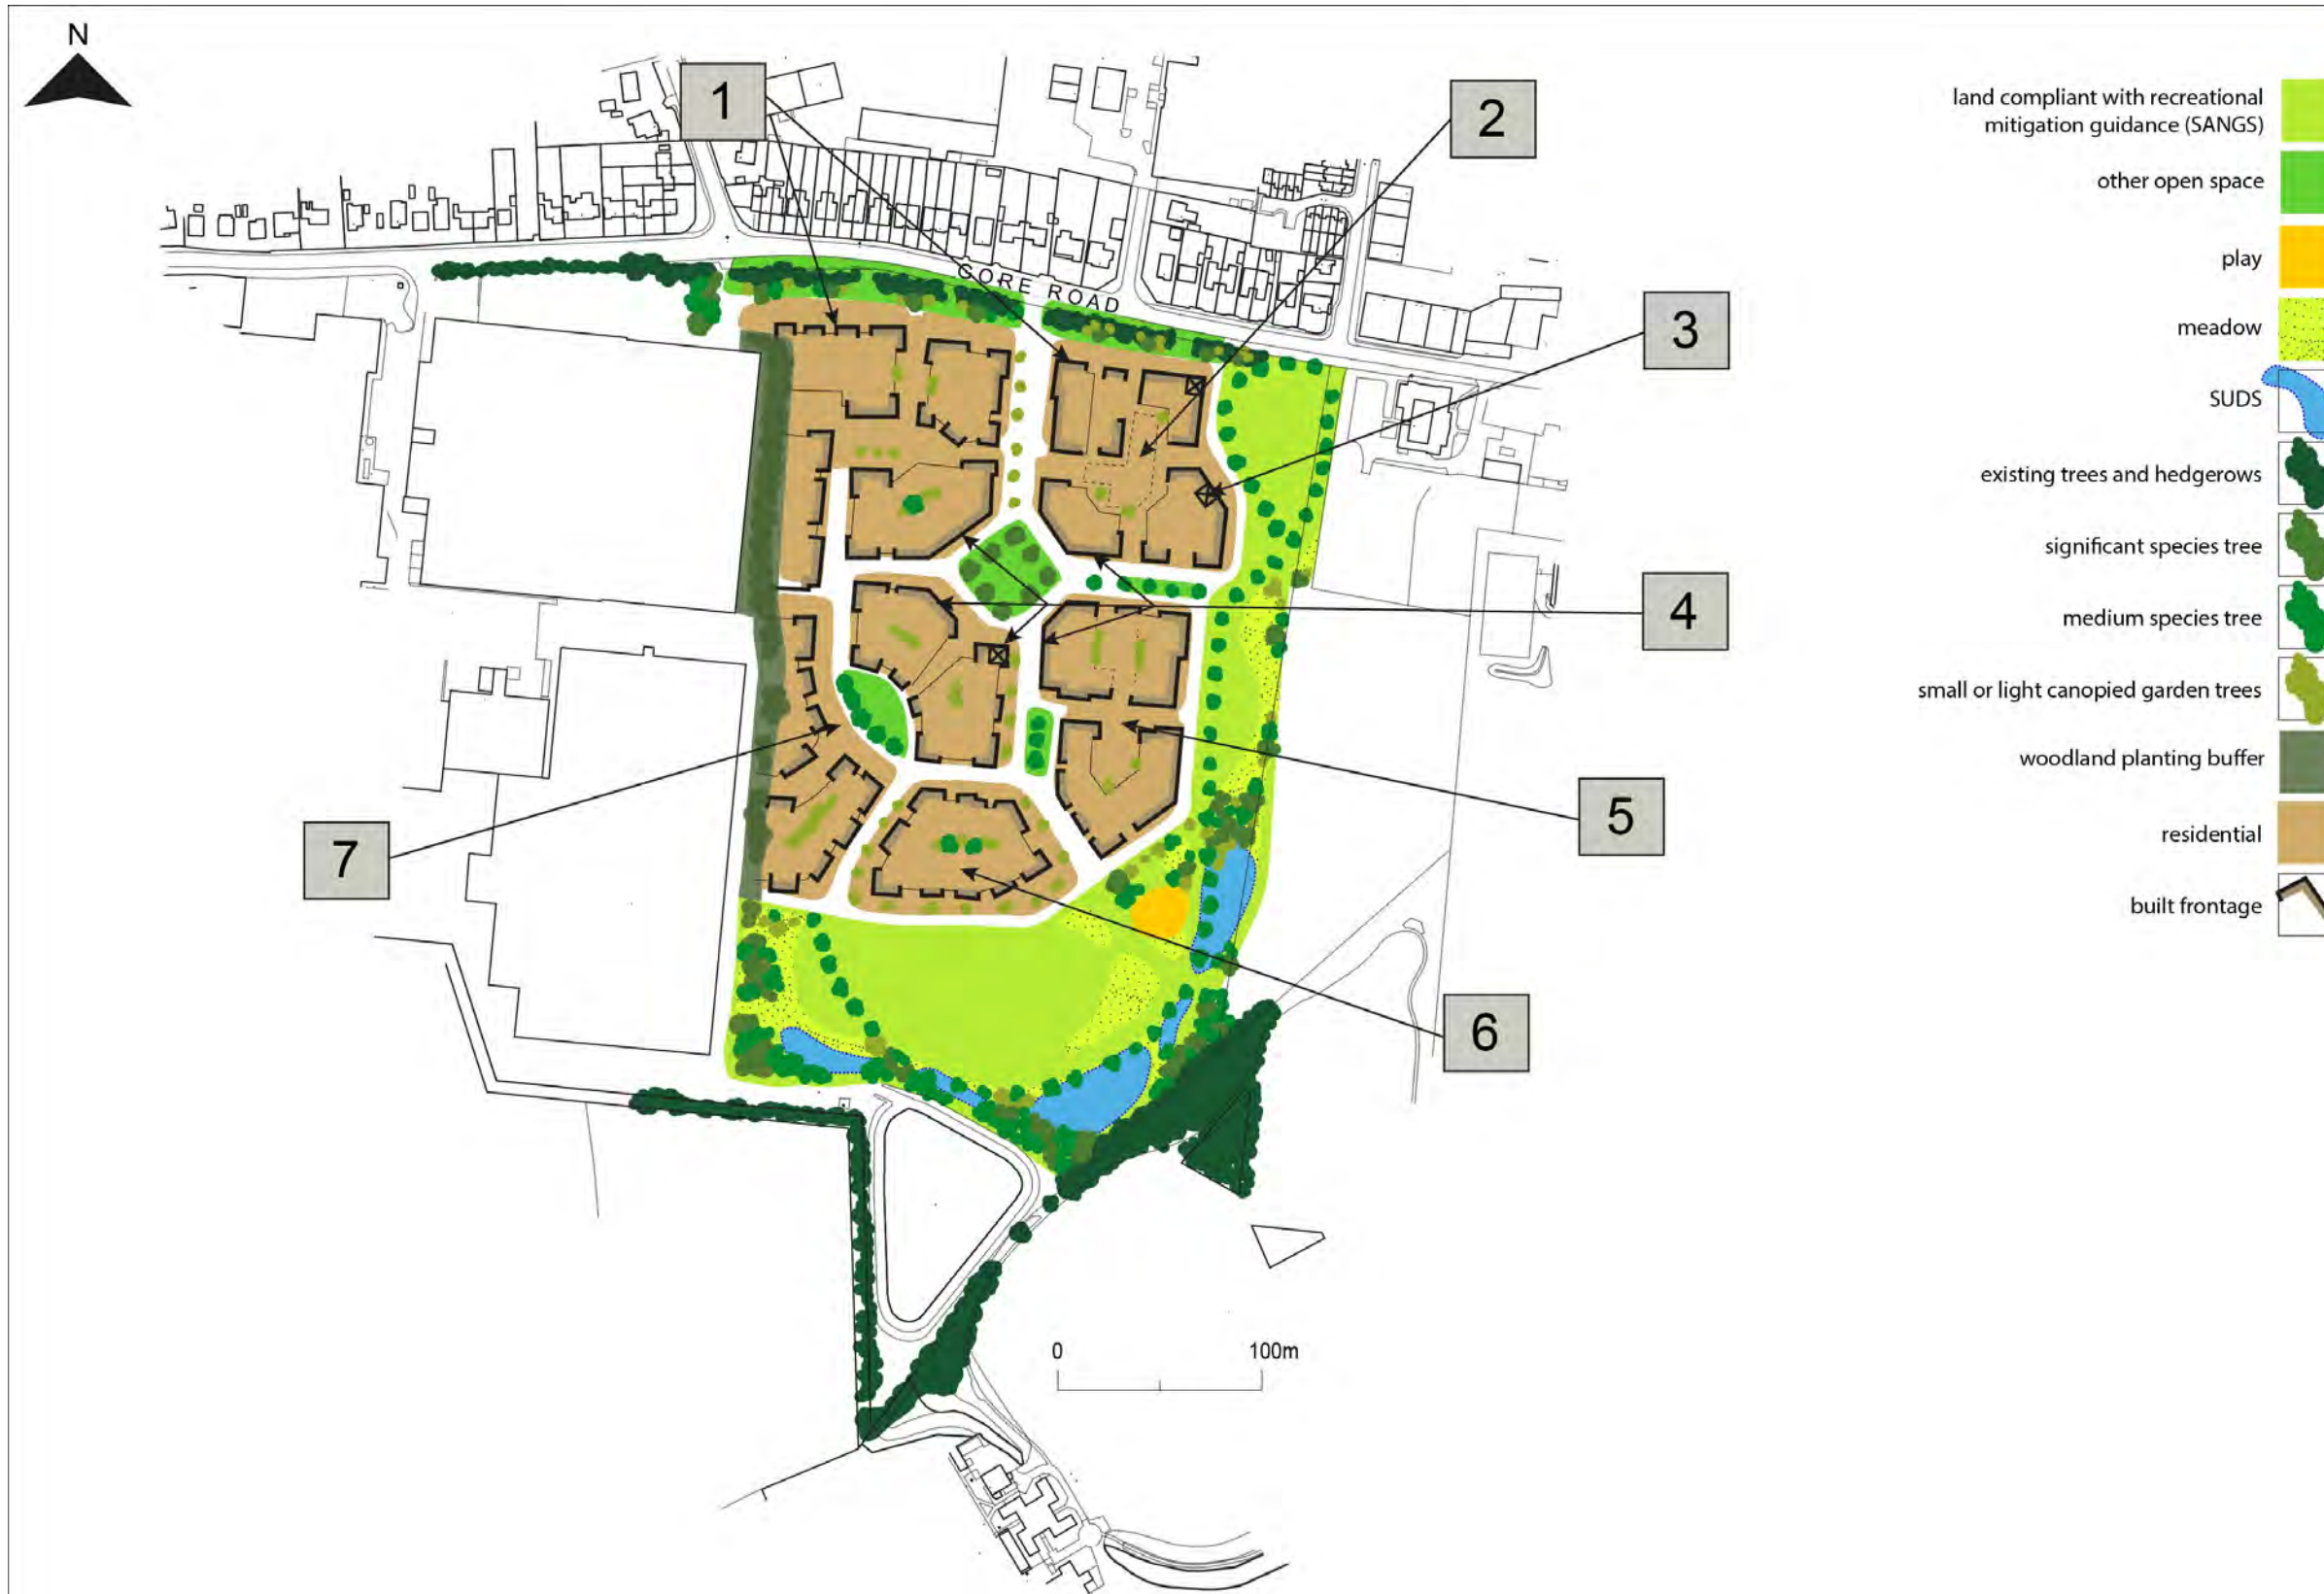 N
1
2
3
4
5
6
7
GORE ROAD
0 100m
land compliant with recreational
mitigation guidance (SANGS)
other open space
play
meadow
SUDS
existing trees and hedgerows
significant species tree
medium species tree
small or light canopied garden trees
woodland planting buffer
residential
built frontage